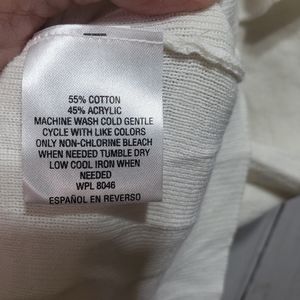 55% COTTON
45% ACRYLIC
MACHINE WASH COLD GENTLE
CYCLE WITH LIKE COLORS
ONLY NON-CHLORINE BLEACH
WHEN NEEDED TUMBLE DRY
LOW COOL IRON WHEN
NEEDED
WPL 8046
ESPAÑOL EN REVERSO